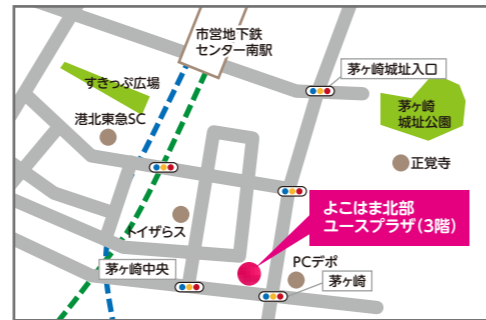 市営地下鉄
センター南駅
茅ヶ崎城址入口
すきっぷ広場
茅ヶ崎
城址公園
港北東急SC
正覚寺
よこはま北部
ユースプラザ(3階)
トイザらス
PCデポ
茅ヶ崎中央
茅ヶ崎